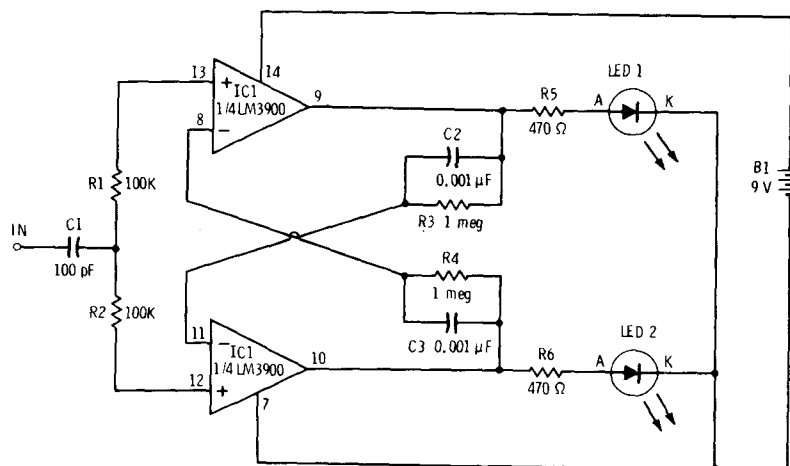 14
LED 1
13
+
IC1
1/4 LM3900
9
R5
A
K
470 Ω
8
−
C2
0.001 µF
B1
9 V
R1
100K
R3
1 meg
IN
C1
100 pF
R4
1 meg
R2
100K
C3
0.001 µF
LED 2
11
−
IC1
1/4 LM3900
10
R6
A
K
470 Ω
12
+
7